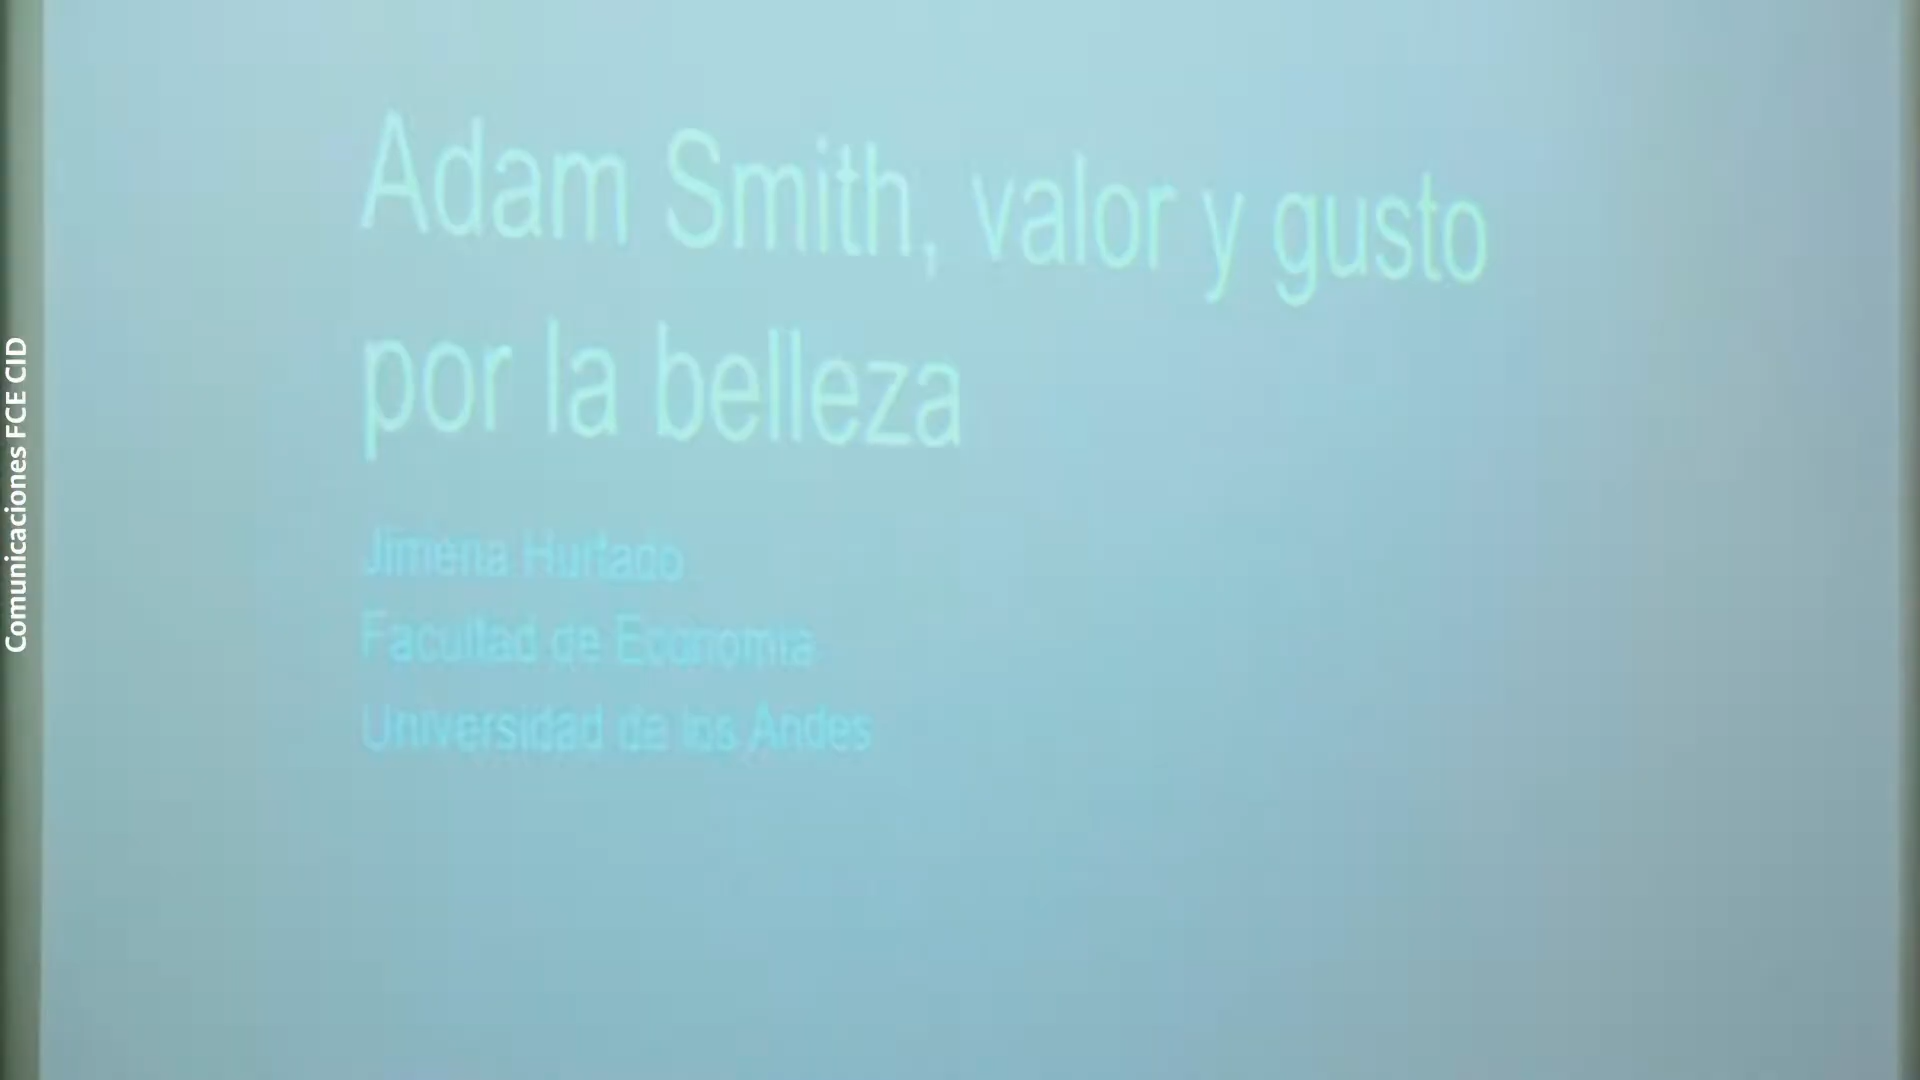 Adam Smith, valor y gusto
por la belleza
Jimena Hurtado
Facultad de Economía
Universidad de los Andes
Comunicaciones FCE CID